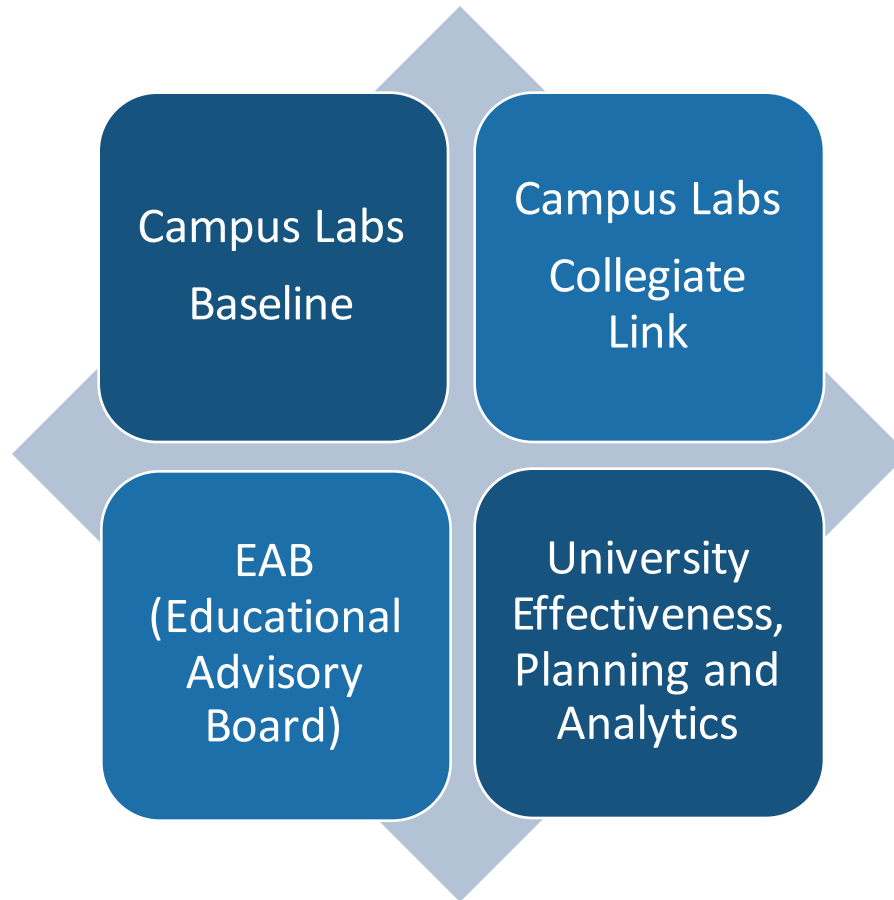 Campus Labs
Baseline
Campus Labs
Collegiate
Link
EAB
(Educational
Advisory
Board)
University
Effectiveness,
Planning and
Analytics